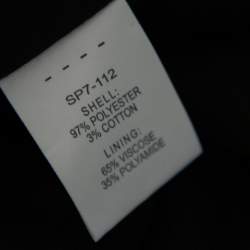 - - - -
SP7-112
SHELL:
97% POLYESTER
3% COTTON
LINING:
65% VISCOSE
35% POLYAMIDE